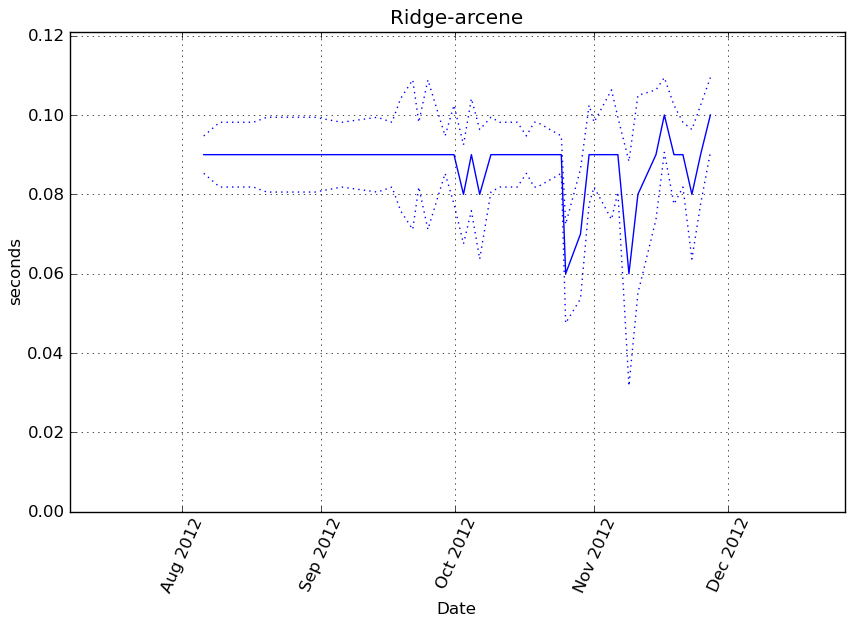 Ridge-arcene
0.12
0.10
0.08
0.06
0.04
0.02
0.00
seconds
Aug 2012
Sep 2012
Oct 2012
Nov 2012
Dec 2012
Date